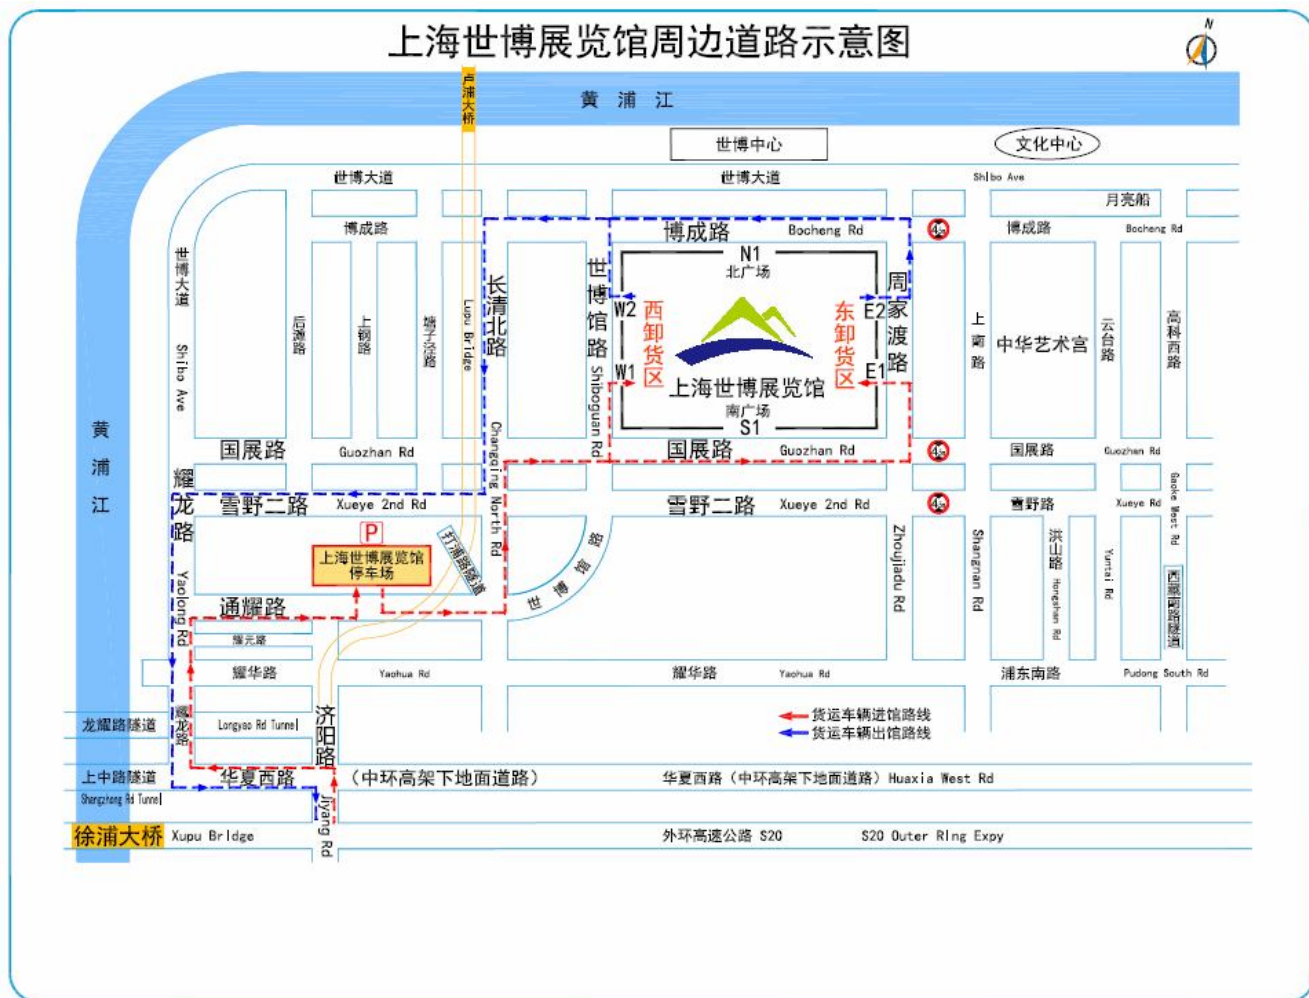 上海世博展览馆周边道路示意图
N
卢浦大桥
黄浦江
世博中心
文化中心
世博大道
世博大道
Shibo Ave
月亮船
博成路
博成路
Bocheng Rd
博成路
Bocheng Rd
世博大道
Shibo Ave
后滩路
上钢路
塘子泾路
Lupu Bridge
长清北路
Changqing North Rd
世博馆路
Shiboguan Rd
N1
北广场
W2
西卸货区
W1
东卸货区
E2
E1
上海世博展览馆
南广场
S1
周家渡路
上南路
中华艺术宫
云台路
高科西路
黄浦江
国展路
Guozhan Rd
国展路
Guozhan Rd
国展路
Guozhan Rd
耀龙路
Yaolong Rd
雪野二路
Xueye 2nd Rd
雪野二路
Xueye 2nd Rd
雪野路
Xueye Rd
Gaoke West Rd
P
上海世博展览馆
停车场
打浦路隧道
世博馆路
Zhoujiadu Rd
Shangnan Rd
洪山路
Hongshan Rd
Yuntai Rd
西藏南路隧道
通耀路
耀元路
耀华路
Yaohua Rd
耀华路
Yaohua Rd
浦东南路
Pudong South Rd
龙耀路隧道
耀龙路
Longyao Rd Tunnel
济阳路
货运车辆进馆路线
货运车辆出馆路线
上中路隧道
Shangzhong Rd Tunnel
华夏西路
(中环高架下地面道路)
华夏西路(中环高架下地面道路)Huaxia West Rd
Jiyang Rd
徐浦大桥
Xupu Bridge
外环高速公路 S20
S20 Outer Ring Expy